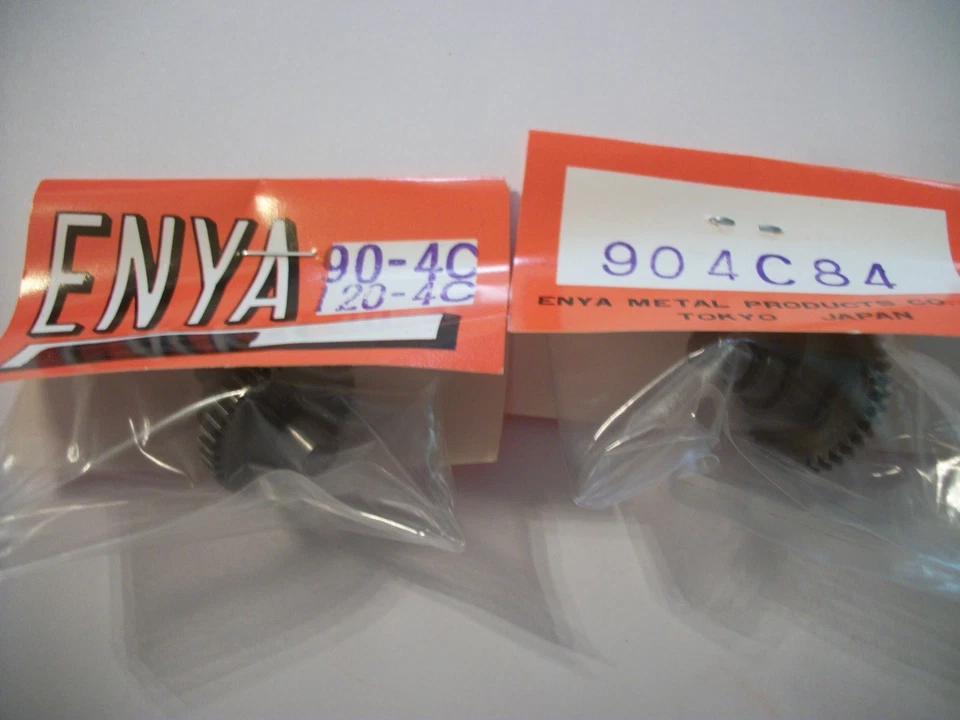 ENYA
90-4C
120-4C
904C84
ENYA METAL PRODUCTS CO.
TOKYO JAPAN